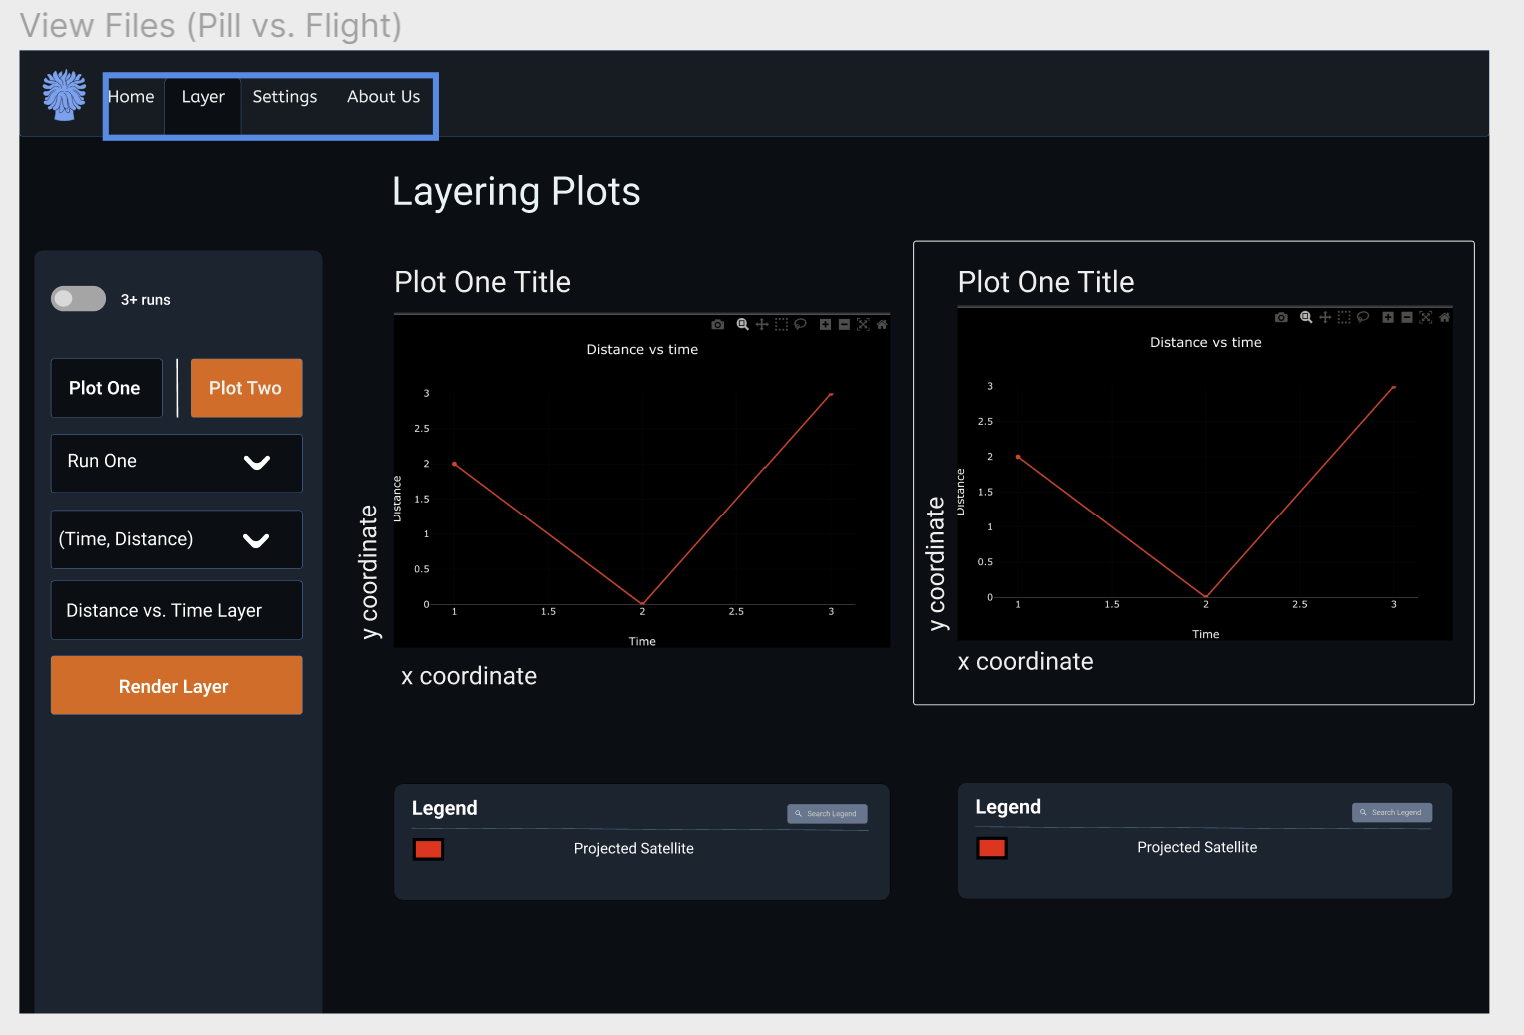 View Files (Pill vs. Flight)
Home Layer Settings About Us
Layering Plots
3+ runs
Plot One Plot Two
Run One
(Time, Distance)
Distance vs. Time Layer
Render Layer
Plot One Title
Distance vs time
3
2.5
2
1.5
1
0.5
0
1 1.5 2 2.5 3
Distance
Time
y coordinate
x coordinate
Plot One Title
Distance vs time
3
2.5
2
1.5
1
0.5
0
1 1.5 2 2.5 3
Distance
Time
y coordinate
x coordinate
Legend
Search Legend
Projected Satellite
Legend
Search Legend
Projected Satellite